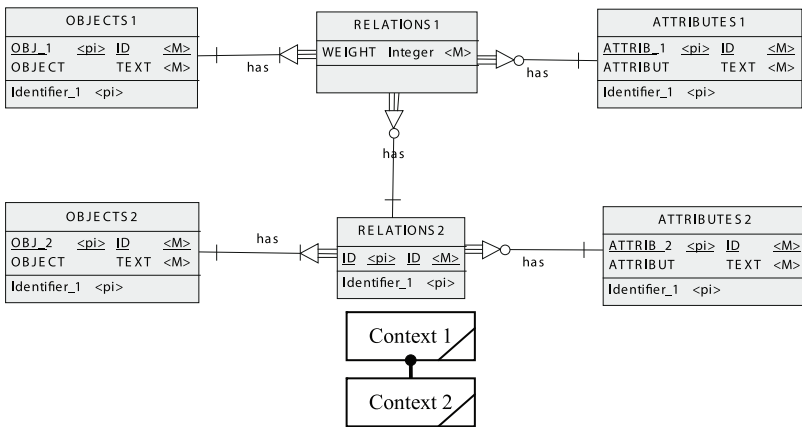 OBJECTS1
OBJ_1 <pi> ID <M>
OBJECT TEXT <M>
Identifier_1 <pi>
has
RELATIONS1
WEIGHT Integer <M>
has
ATTRIBUTES1
ATTRIB_1 <pi> ID <M>
ATTRIBUT TEXT <M>
Identifier_1 <pi>
has
OBJECTS2
OBJ_2 <pi> ID <M>
OBJECT TEXT <M>
Identifier_1 <pi>
has
RELATIONS2
ID <pi> ID <M>
Identifier_1 <pi>
has
ATTRIBUTES2
ATTRIB_2 <pi> ID <M>
ATTRIBUT TEXT <M>
Identifier_1 <pi>
Context 1
Context 2